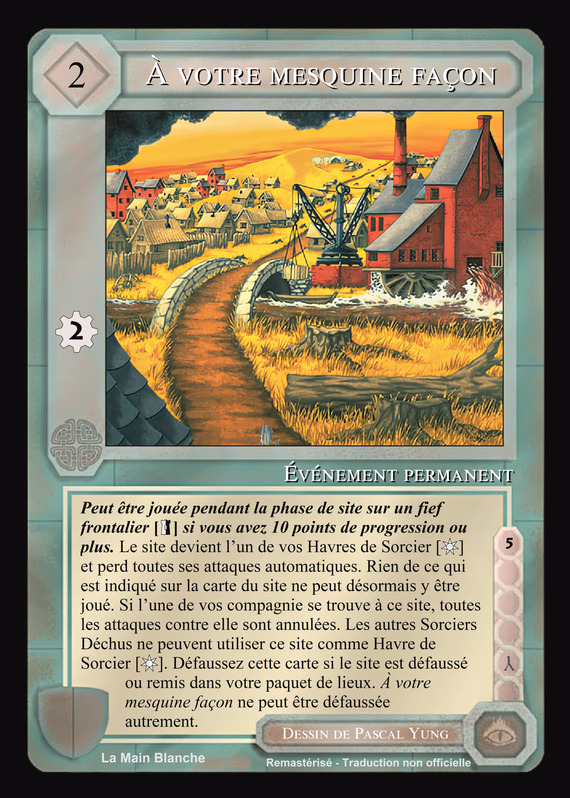 2
À VOTRE MESQUINE FAÇON
2
ÉVÉNEMENT PERMANENT
Peut être jouée pendant la phase de site sur un fief
frontalier [] si vous avez 10 points de progression ou
plus. Le site devient l'un de vos Havres de Sorcier []
et perd toutes ses attaques automatiques. Rien de ce qui
est indiqué sur la carte du site ne peut désormais y être
joué. Si l'une de vos compagnie se trouve à ce site, toutes
les attaques contre elle sont annulées. Les autres Sorciers
Déchus ne peuvent utiliser ce site comme Havre de
Sorcier []. Défaussez cette carte si le site est défaussé
ou remis dans votre paquet de lieux. À votre
mesquine façon ne peut être défaussée
autrement.
5
DESSIN DE PASCAL YUNG
La Main Blanche
Remastérisé - Traduction non officielle